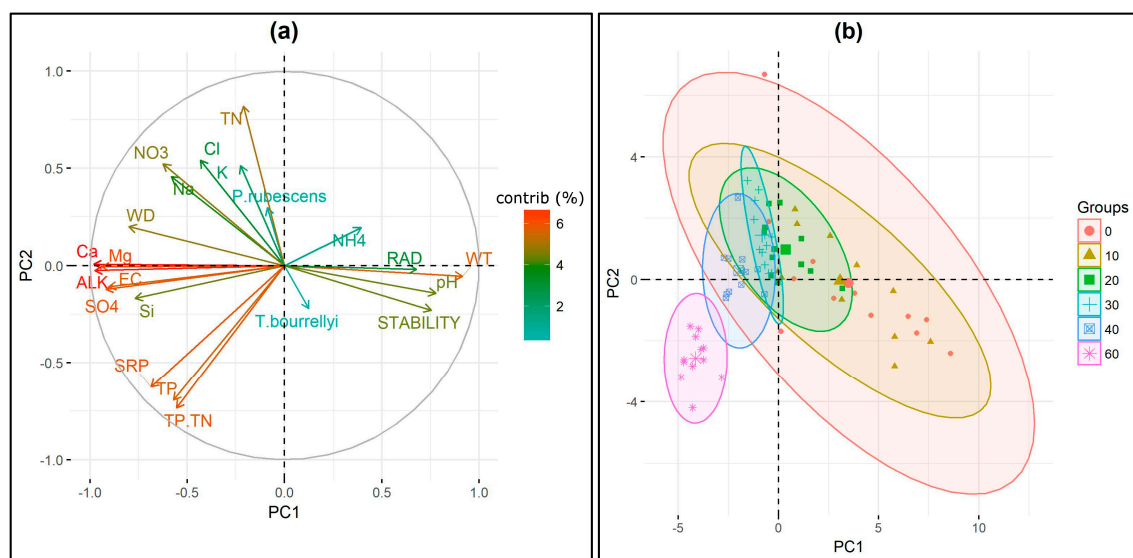 (a)
PC2
1.0
0.5
0.0
-0.5
-1.0
TN
Cl
NO3
K
Na
P.rubescens
WD
NH4
Ca
Mg
RAD
WT
ALK
EC
pH
SO4
Si
STABILITY
T.bourrellyi
SRP
TP
TP.TN
-1.0 -0.5 0.0 0.5 1.0
PC1
contrib (%)
6
4
2
(b)
PC2
4
0
-4
-5 0 5 10
PC1
Groups
0
10
20
30
40
60